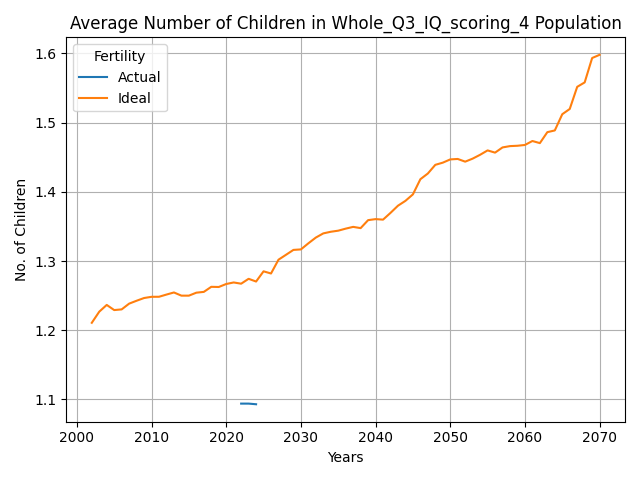 Average Number of Children in Whole_Q3_IQ_scoring_4 Population
Fertility
Actual
Ideal
No. of Children
1.6
1.5
1.4
1.3
1.2
1.1
2000 2010 2020 2030 2040 2050 2060 2070
Years